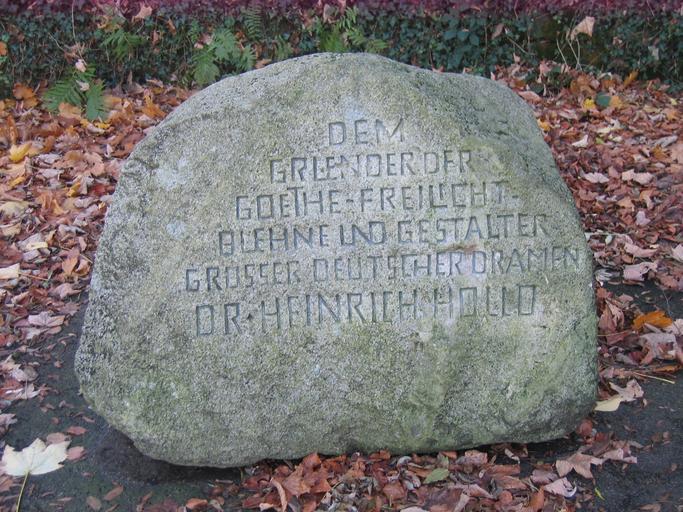 DEM
GRUENDER DER
GOETHE-FREILICHT-
BUEHNE UND GESTALTER
GROSSER DEUTSCHER DRAMEN
DR·HEINRICH·HOLLO